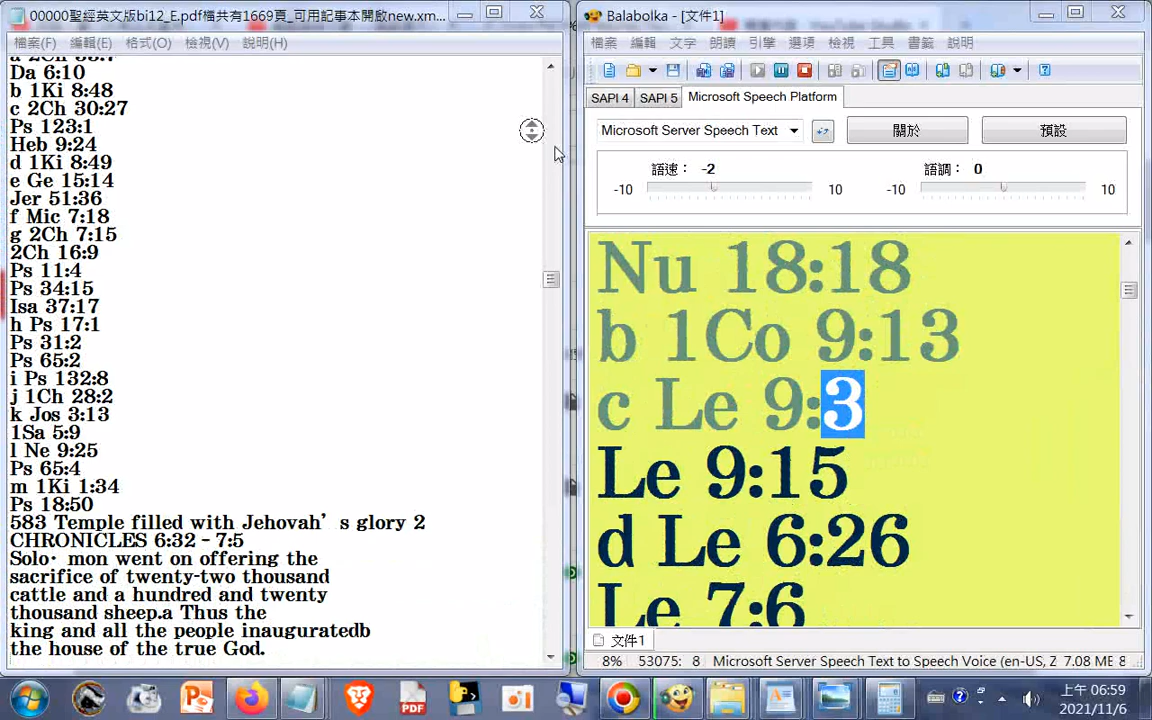 00000聖經英文版bi12_E.pdf檔共有1669頁_可用記事本開啟new.xm...
檔案(F) 編輯(E) 格式(O) 檢視(V) 說明(H)
Da 6:10
b 1Ki 8:48
c 2Ch 30:27
Ps 123:1
Heb 9:24
d 1Ki 8:49
e Ge 15:14
Jer 51:36
f Mic 7:18
g 2Ch 7:15
2Ch 16:9
Ps 11:4
Ps 34:15
Isa 37:17
h Ps 17:1
Ps 31:2
Ps 65:2
i Ps 132:8
j 1Ch 28:2
k Jos 3:13
1Sa 5:9
l Ne 9:25
Ps 65:4
m 1Ki 1:34
Ps 18:50
583 Temple filled with Jehovah’s glory 2
CHRONICLES 6:32–7:5
Solo· mon went on offering the
sacrifice of twenty-two thousand
cattle and a hundred and twenty
thousand sheep.a Thus the
king and all the people inauguratedb
the house of the true God.
Balabolka - [文件1]
檔案 編輯 文字 朗讀 引擎 選項 檢視 工具 書籤 說明
SAPI 4 SAPI 5 Microsoft Speech Platform
Microsoft Server Speech Text 關於 預設
語速： -2 語調： 0
-10 10 -10 10
Nu 18:18
b 1Co 9:13
c Le 9:3
Le 9:15
d Le 6:26
Le 7:6
文件1
8% 53075: 8 Microsoft Server Speech Text to Speech Voice (en-US, Z 7.08 MB 8
上午 06:59
2021/11/6